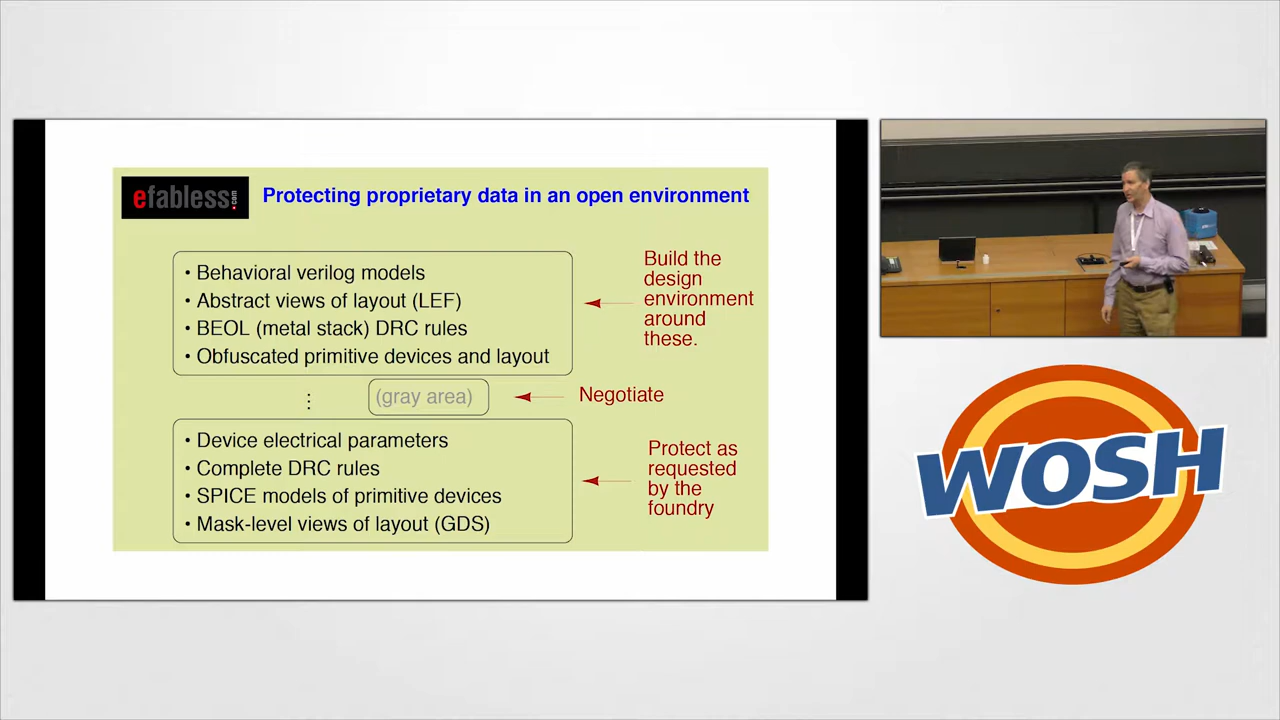 efabless.com
Protecting proprietary data in an open environment
• Behavioral verilog models
• Abstract views of layout (LEF)
• BEOL (metal stack) DRC rules
• Obfuscated primitive devices and layout
Build the
design
environment
around
these.
⋮
(gray area)
Negotiate
• Device electrical parameters
• Complete DRC rules
• SPICE models of primitive devices
• Mask-level views of layout (GDS)
Protect as
requested
by the
foundry
WOSH